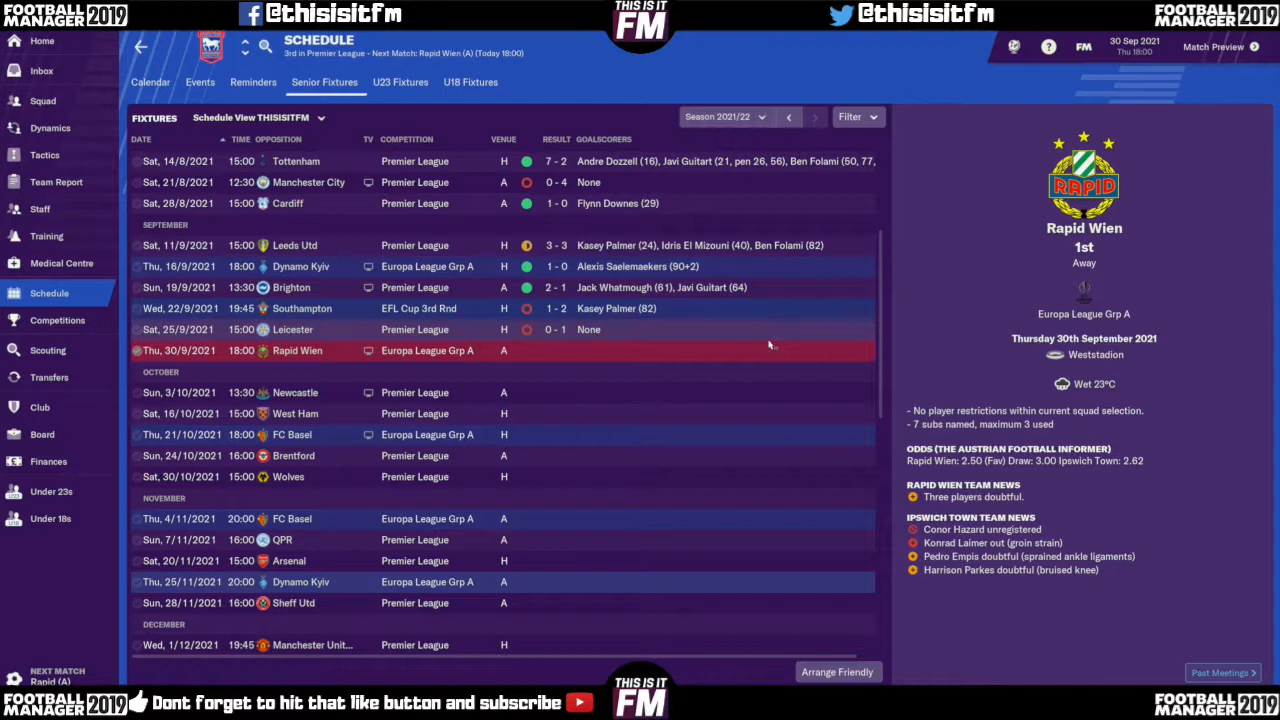 FOOTBALL MANAGER 2019
@thisisitfm
THIS IS IT
FM
@thisisitfm
FOOTBALL MANAGER 2019
Home
Inbox
Squad
Dynamics
Tactics
Team Report
Staff
Training
Medical Centre
Schedule
Competitions
Scouting
Transfers
Club
Board
Finances
Under 23s
Under 18s
NEXT MATCH
Rapid (A)
SCHEDULE
3rd in Premier League - Next Match: Rapid Wien (A) (Today 18:00)
FM
30 Sep 2021
Thu 18:00
Match Preview
Calendar Events Reminders Senior Fixtures U23 Fixtures U18 Fixtures
FIXTURES Schedule View THISISITFM Season 2021/22 Filter
DATE TIME OPPOSITION TV COMPETITION VENUE RESULT GOALSCORERS
Sat, 14/8/2021 15:00 Tottenham Premier League H 7 - 2 Andre Dozzell (16), Javi Guitart (21, pen 26, 56), Ben Folami (50, 77,
Sat, 21/8/2021 12:30 Manchester City Premier League A 0 - 4 None
Sat, 28/8/2021 15:00 Cardiff Premier League A 1 - 0 Flynn Downes (29)
SEPTEMBER
Sat, 11/9/2021 15:00 Leeds Utd Premier League H 3 - 3 Kasey Palmer (24), Idris El Mizouni (40), Ben Folami (82)
Thu, 16/9/2021 18:00 Dynamo Kyiv Europa League Grp A H 1 - 0 Alexis Saelemaekers (90+2)
Sun, 19/9/2021 13:30 Brighton Premier League A 2 - 1 Jack Whatmough (61), Javi Guitart (64)
Wed, 22/9/2021 19:45 Southampton EFL Cup 3rd Rnd H 1 - 2 Kasey Palmer (82)
Sat, 25/9/2021 15:00 Leicester Premier League H 0 - 1 None
Thu, 30/9/2021 18:00 Rapid Wien Europa League Grp A A
OCTOBER
Sun, 3/10/2021 13:30 Newcastle Premier League A
Sat, 16/10/2021 15:00 West Ham Premier League H
Thu, 21/10/2021 18:00 FC Basel Europa League Grp A H
Sun, 24/10/2021 16:00 Brentford Premier League A
Sat, 30/10/2021 15:00 Wolves Premier League H
NOVEMBER
Thu, 4/11/2021 20:00 FC Basel Europa League Grp A A
Sun, 7/11/2021 16:00 QPR Premier League A
Sat, 20/11/2021 15:00 Arsenal Premier League H
Thu, 25/11/2021 20:00 Dynamo Kyiv Europa League Grp A A
Sun, 28/11/2021 16:00 Sheff Utd Premier League A
DECEMBER
Wed, 1/12/2021 19:45 Manchester Unit... Premier League H
Arrange Friendly
RAPID
Rapid Wien
1st
Away
Europa League Grp A
Thursday 30th September 2021
Weststadion
Wet 23°C
- No player restrictions within current squad selection.
- 7 subs named, maximum 3 used
ODDS (THE AUSTRIAN FOOTBALL INFORMER)
Rapid Wien: 2.50 (Fav) Draw: 3.00 Ipswich Town: 2.62
RAPID WIEN TEAM NEWS
Three players doubtful.
IPSWICH TOWN TEAM NEWS
Conor Hazard unregistered
Konrad Laimer out (groin strain)
Pedro Empis doubtful (sprained ankle ligaments)
Harrison Parkes doubtful (bruised knee)
Past Meetings
FOOTBALL MANAGER 2019
Dont forget to hit that like button and subscribe
THIS IS IT
FM
FOOTBALL MANAGER 2019